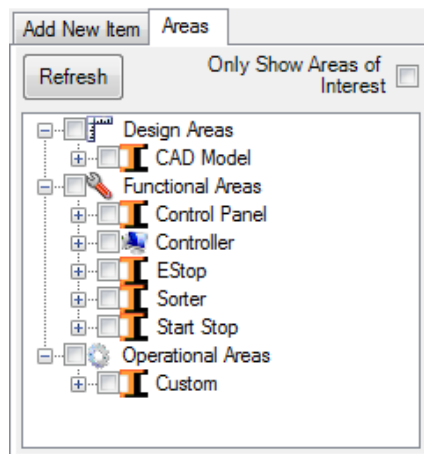 Add New Item
Areas
Refresh
Only Show Areas of
Interest
Design Areas
CAD Model
Functional Areas
Control Panel
Controller
EStop
Sorter
Start Stop
Operational Areas
Custom